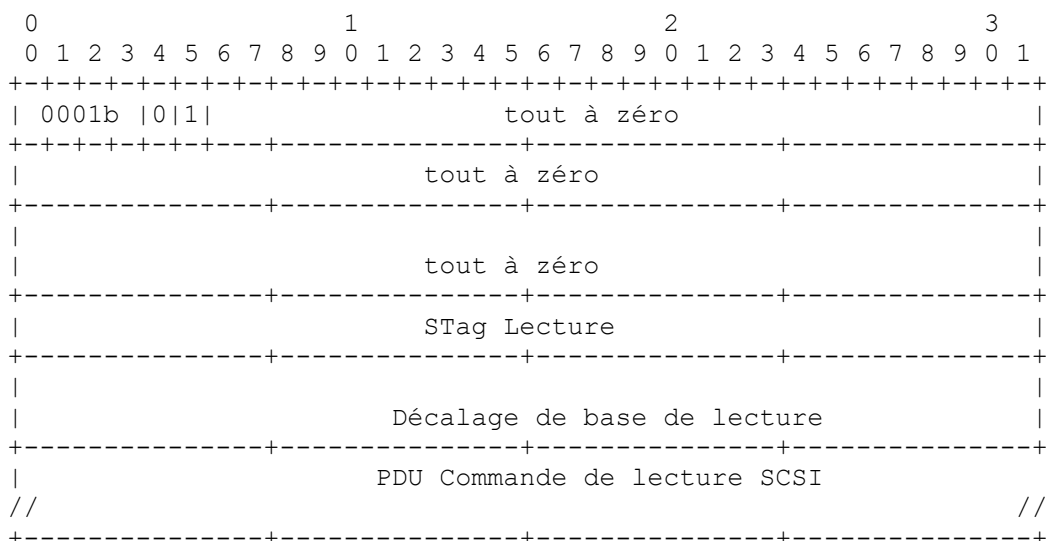 0                   1                   2                   3
0 1 2 3 4 5 6 7 8 9 0 1 2 3 4 5 6 7 8 9 0 1 2 3 4 5 6 7 8 9 0 1
+-+-+-+-+-+-+-+-+-+-+-+-+-+-+-+-+-+-+-+-+-+-+-+-+-+-+-+-+-+-+-+-+
| 0001b |0|1|                  tout à zéro                      |
+-+-+-+-+-+-+---+---------------+---------------+---------------+
|                         tout à zéro                           |
+---------------+---------------+---------------+---------------+
|                                                               |
|                         tout à zéro                           |
+---------------+---------------+---------------+---------------+
|                         STag Lecture                          |
+---------------+---------------+---------------+---------------+
|                                                               |
|                       Décalage de base de lecture             |
+---------------+---------------+---------------+---------------+
|                      PDU Commande de lecture SCSI
//                                                             //
+---------------+---------------+---------------+---------------+